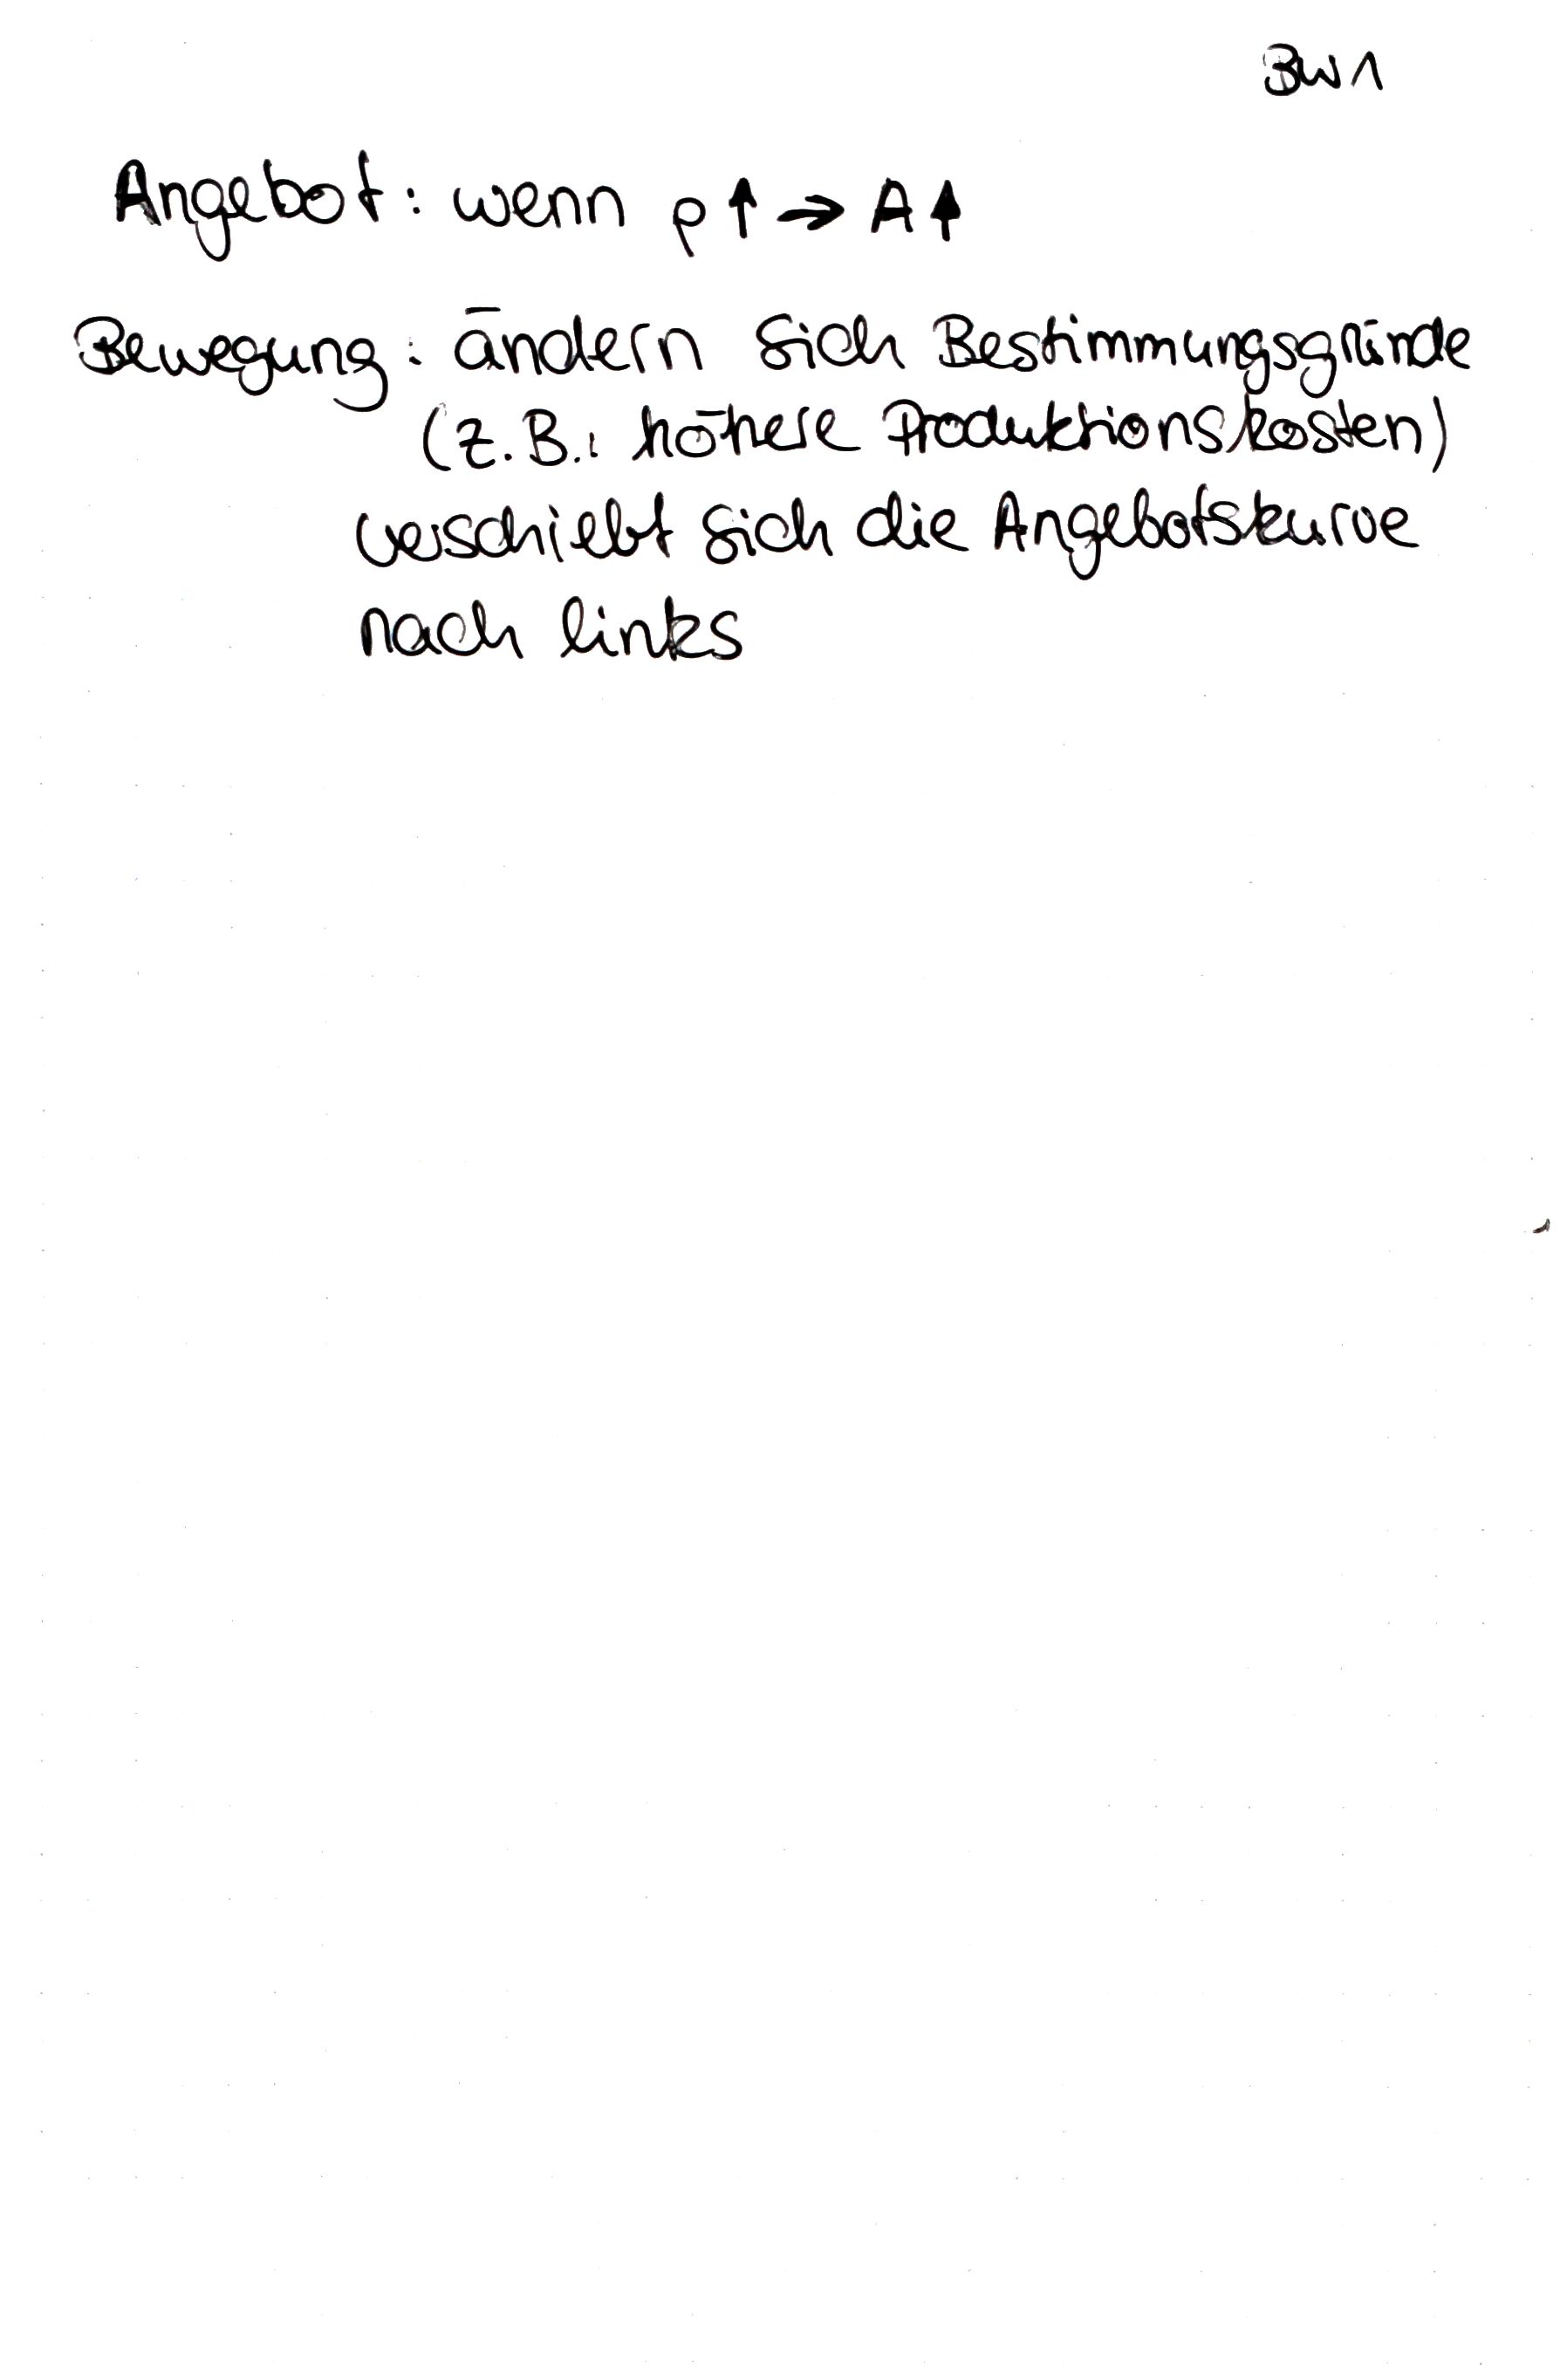 BW1
Angebot: wenn p↑ → A↑
Bewegung: ändern sich Bestimmungsgründe
(z.B.: höhere Produktionskosten)
verschiebt sich die Angebotskurve
nach links